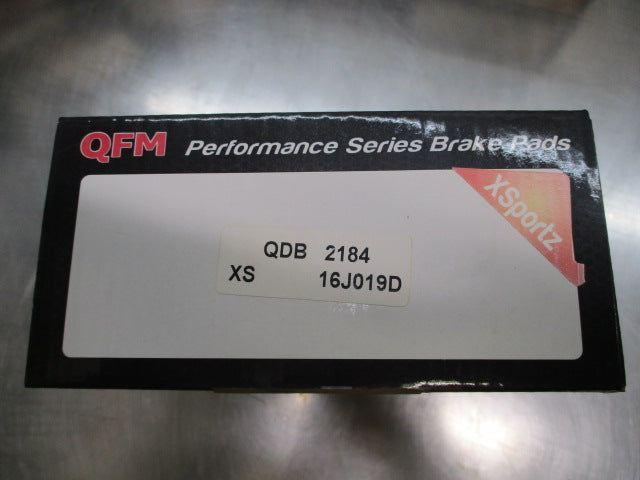 QFM Performance Series Brake Pads
XSportz
QDB 2184
XS 16J019D